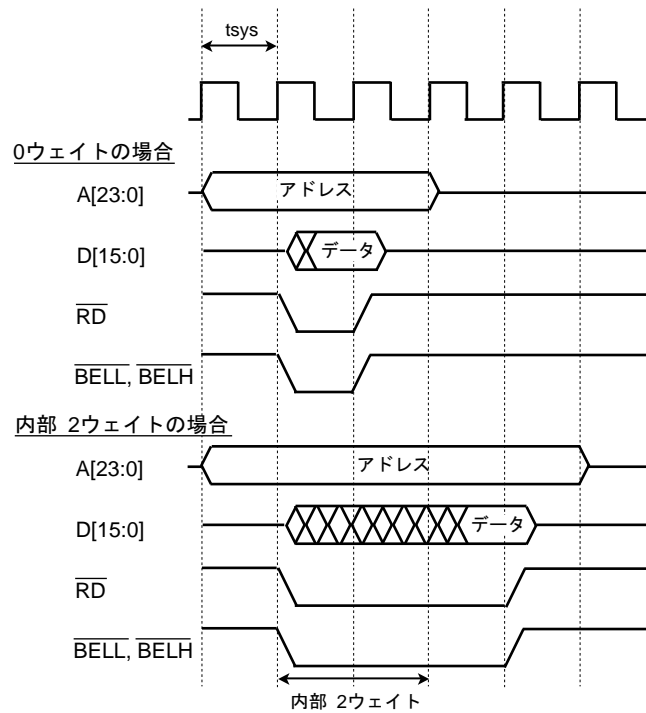 tsys
0ウェイトの場合
A[23:0]
アドレス
D[15:0]
データ
RD
BELL, BELH
内部 2ウェイトの場合
A[23:0]
アドレス
D[15:0]
データ
RD
BELL, BELH
内部 2ウェイト